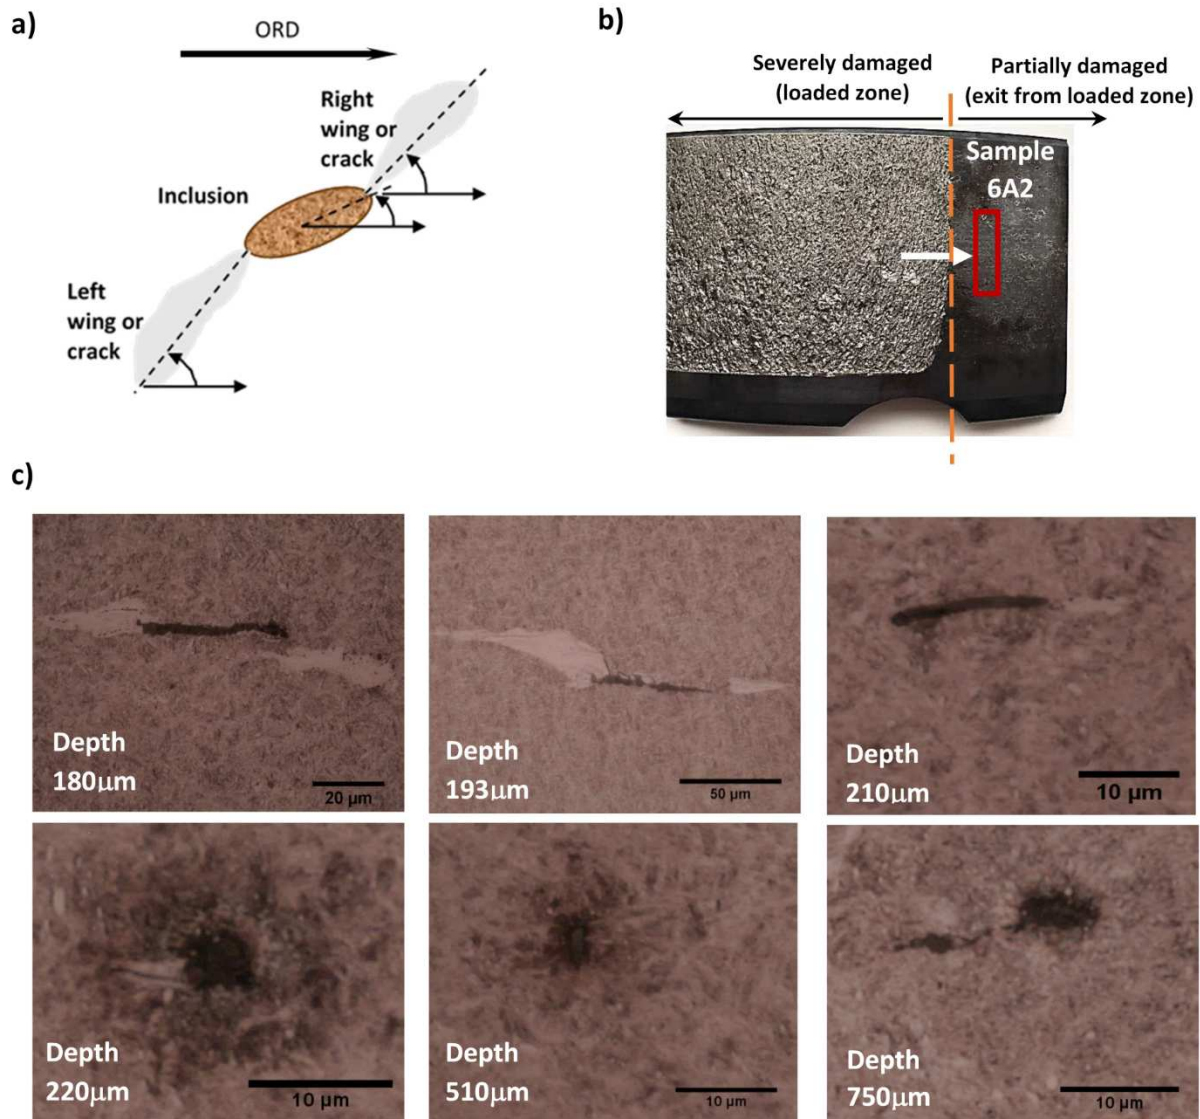 a)
ORD
Right
wing or
crack
Inclusion
Left
wing or
crack
b)
Severely damaged
(loaded zone)
Partially damaged
(exit from loaded zone)
Sample
6A2
c)
Depth
180μm
20 μm
Depth
193μm
50 μm
Depth
210μm
10 μm
Depth
220μm
10 μm
Depth
510μm
10 μm
Depth
750μm
10 μm